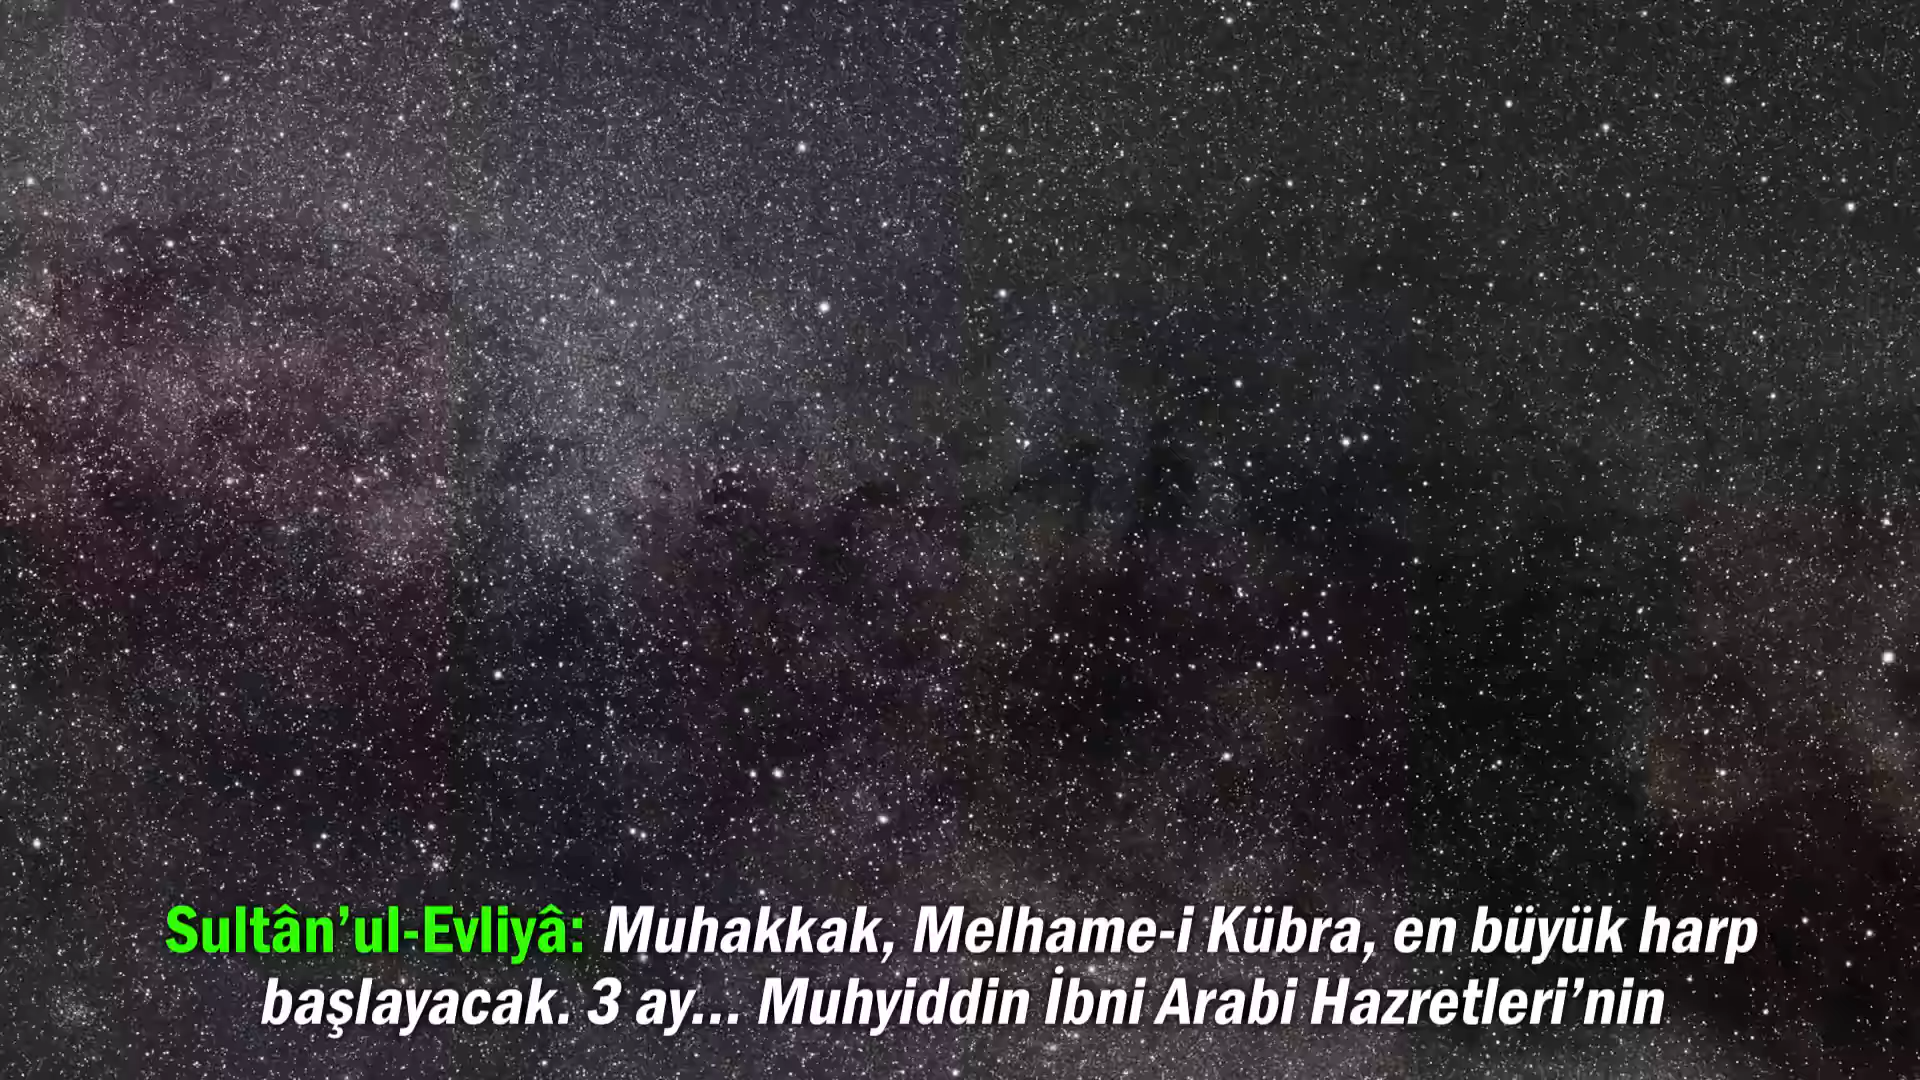 Sultân’ul-Evliyâ: Muhakkak, Melhame-i Kübra, en büyük harp
başlayacak. 3 ay... Muhyiddin İbni Arabi Hazretleri’nin